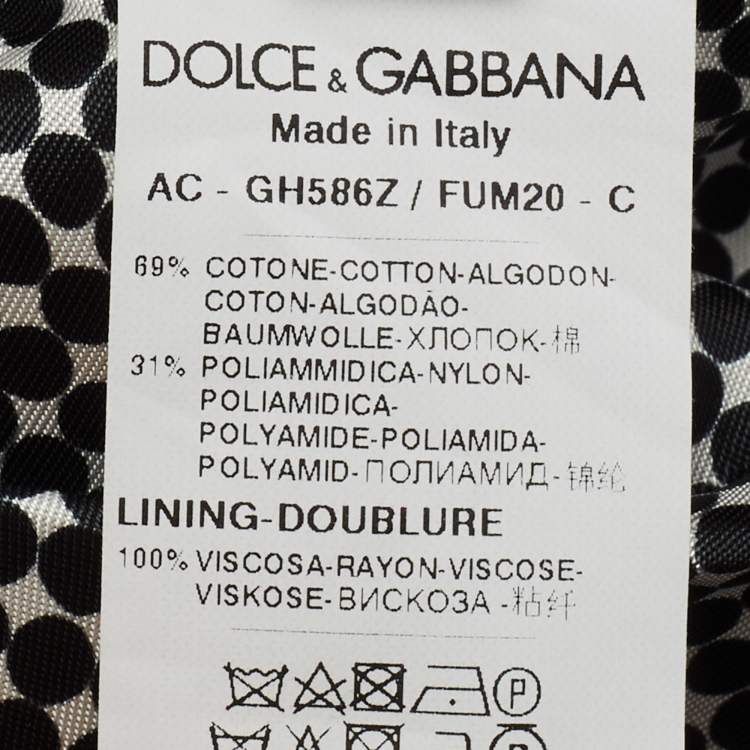 DOLCE & GABBANA
Made in Italy
AC - GH586Z / FUM20 - C
69% COTONE-COTTON-ALGODON-
COTON-ALGODÃO-
BAUMWOLLE-ХЛОПОК-棉
31% POLIAMMIDICA-NYLON-
POLIAMIDICA-
POLYAMIDE-POLIAMIDA-
POLYAMID-ПОЛИАМИД-锦纶
LINING-DOUBLURE
100% VISCOSA-RAYON-VISCOSE-
VISKOSE-ВИСКОЗА -粘纤
P